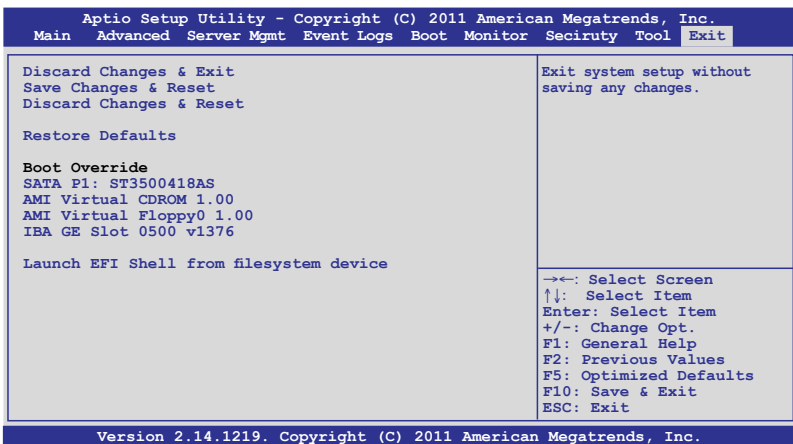 Aptio Setup Utility - Copyright (C) 2011 American Megatrends, Inc.
Main Advanced Server Mgmt Event Logs Boot Monitor Seciruty Tool Exit
Discard Changes & Exit
Save Changes & Reset
Discard Changes & Reset
Restore Defaults
Boot Override
SATA P1: ST3500418AS
AMI Virtual CDROM 1.00
AMI Virtual Floppy0 1.00
IBA GE Slot 0500 v1376
Launch EFI Shell from filesystem device
Exit system setup without
saving any changes.
→←: Select Screen
↑↓: Select Item
Enter: Select Item
+/-: Change Opt.
F1: General Help
F2: Previous Values
F5: Optimized Defaults
F10: Save & Exit
ESC: Exit
Version 2.14.1219. Copyright (C) 2011 American Megatrends, Inc.